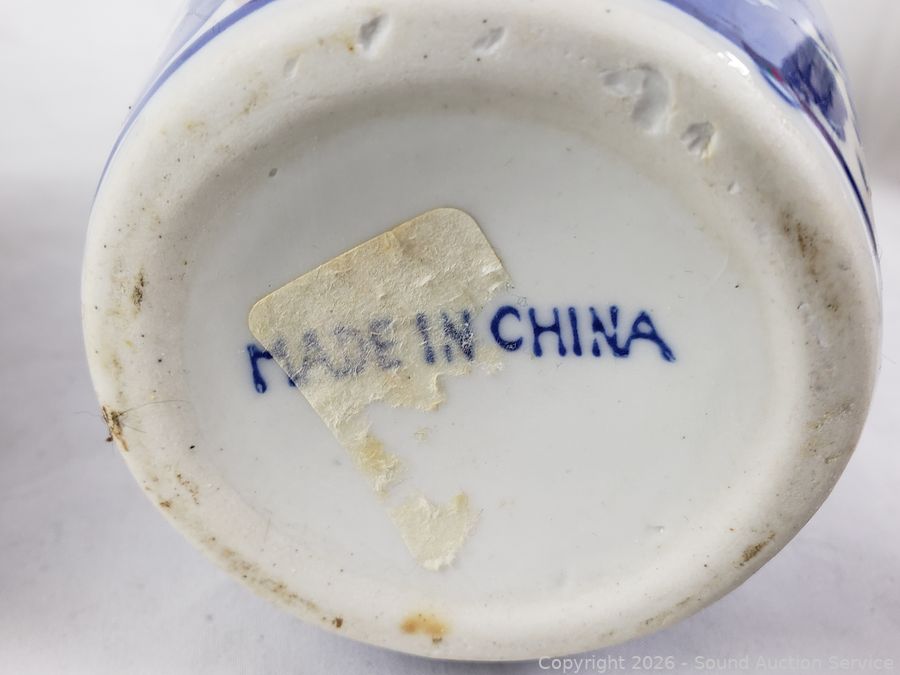 MADE IN CHINA
Copyright 2026 - Sound Auction Service